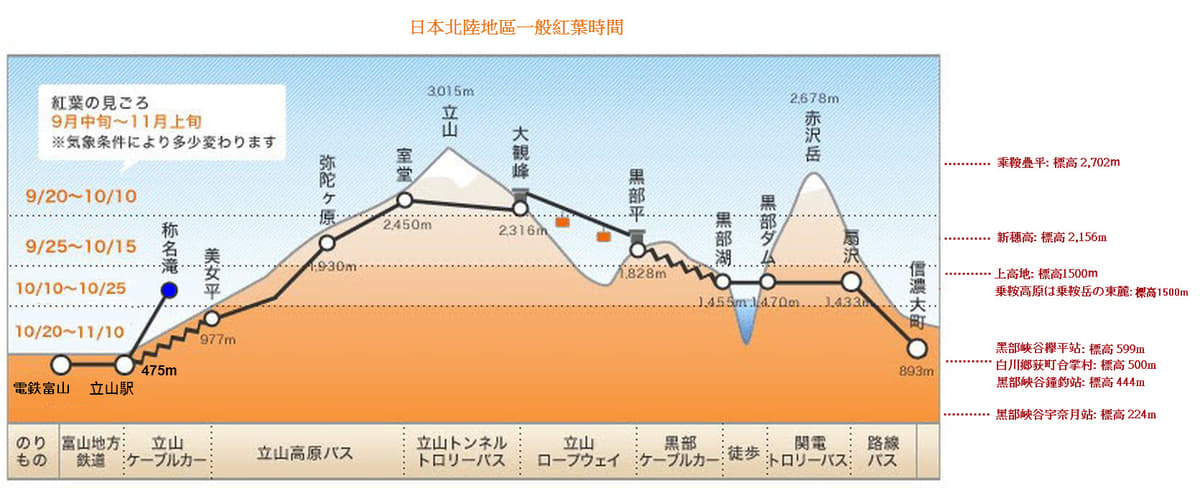 日本北陸地區一般紅葉時間
紅葉の見ごろ
9月中旬～11月上旬
※気象条件により多少変わります
9/20～10/10
9/25～10/15
10/10～10/25
10/20～11/10
電鉄富山
立山駅
475m
称名滝
美女平
977m
弥陀ヶ原
1,930m
室堂
2,450m
3,015m
立山
大観峰
2,316m
黒部平
1,828m
黒部湖
1,455m
黒部ダム
1,470m
2,678m
赤沢岳
扇沢
1,433m
信濃大町
893m
乘鞍疊平: 標高 2,702m
新穗高: 標高 2,156m
上高地: 標高1500m
乗鞍高原は乗鞍岳の東麓: 標高1500m
黑部峽谷欅平站: 標高 599m
白川鄉荻町合掌村: 標高 500m
黑部峽谷鐘釣站: 標高 444m
黑部峽谷宇奈月站: 標高 224m
のり
もの
富山地方
鉄道
立山
ケーブルカー
立山高原バス
立山トンネル
トロリーバス
立山
ロープウェイ
黒部
ケーブルカー
徒歩
関電
トロリーバス
路線
バス